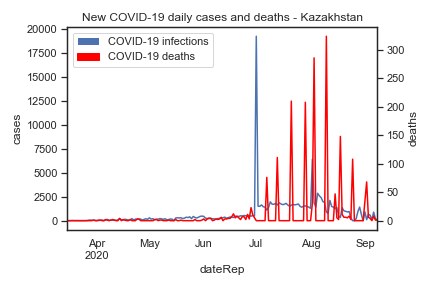 New COVID-19 daily cases and deaths - Kazakhstan
COVID-19 infections
COVID-19 deaths
20000
17500
15000
12500
10000
7500
5000
2500
0
cases
300
250
200
150
100
50
0
deaths
Apr May Jun Jul Aug Sep
2020
dateRep